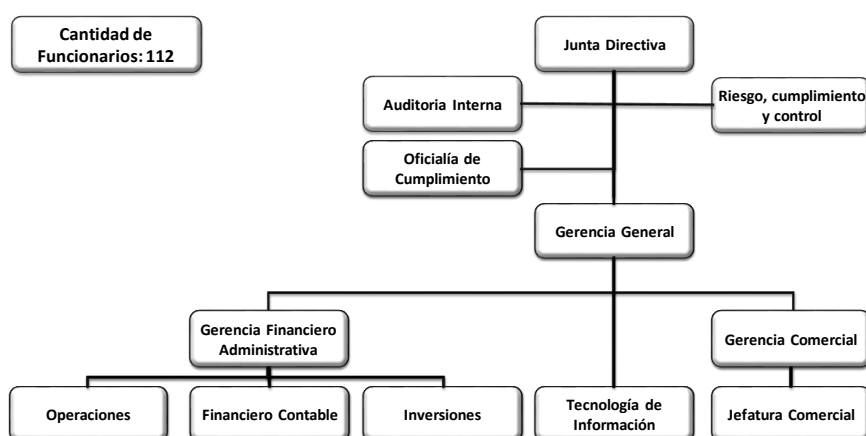 Cantidad de
Funcionarios: 112
Junta Directiva
Auditoria Interna
Riesgo, cumplimiento
y control
Oficialía de
Cumplimiento
Gerencia General
Gerencia Financiero
Administrativa
Gerencia Comercial
Operaciones
Financiero Contable
Inversiones
Tecnología de
Información
Jefatura Comercial